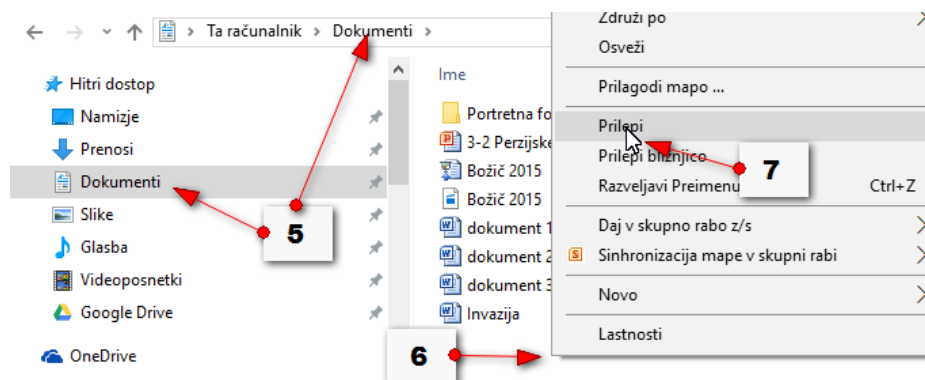 Ta računalnik
Dokumenti
Hitri dostop
Namizje
Prenosi
Dokumenti
Slike
Glasba
Videoposnetki
Google Drive
OneDrive
5
Ime
Portretna fo
3-2 Perzijske
Božič 2015
Božič 2015
dokument 1
dokument 2
dokument 3
Invazija
6
Združi po
Osveži
Prilagodi mapo ...
Prilepi
Prilepi bližnjico
Razveljavi Preimenu Ctrl+Z
Daj v skupno rabo z/s
Sinhronizacija mape v skupni rabi
Novo
Lastnosti
7